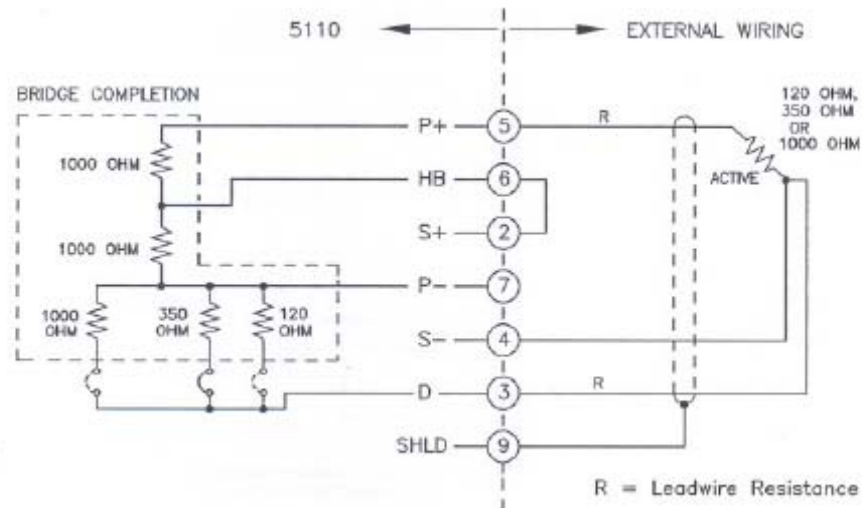 5110
EXTERNAL WIRING
BRIDGE COMPLETION
120 OHM,
350 OHM
OR
1000 OHM
P+
5
R
1000 OHM
ACTIVE
HB
6
S+
2
1000 OHM
P−
7
1000
OHM
350
OHM
120
OHM
S−
4
D
3
R
SHLD
9
R = Leadwire Resistance